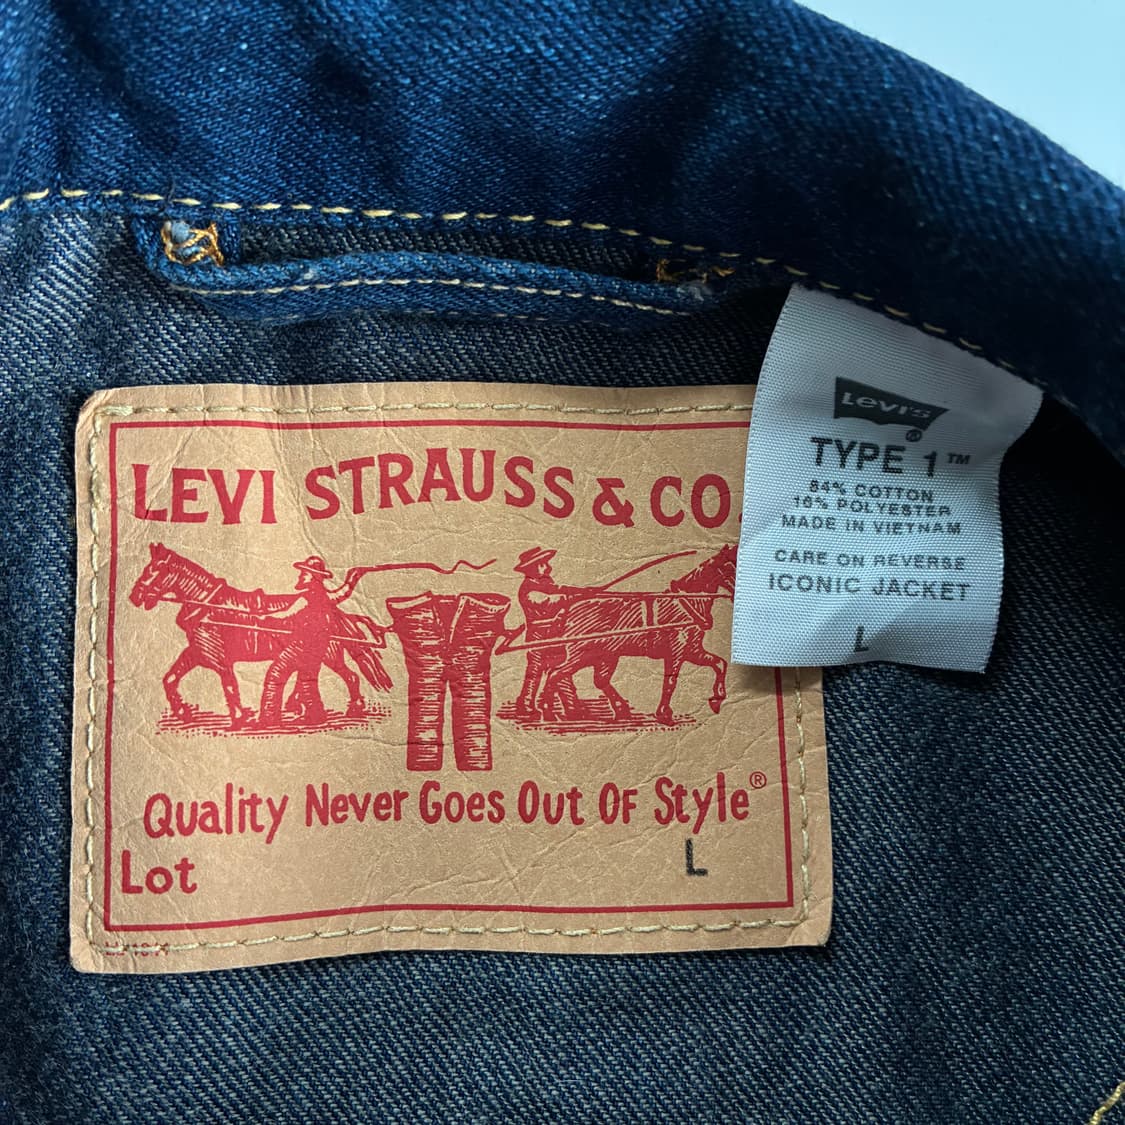 LEVI STRAUSS & CO.
Quality Never Goes Out Of Style®
Lot
L
Levi's®
TYPE 1™
84% COTTON
16% POLYESTER
MADE IN VIETNAM
CARE ON REVERSE
ICONIC JACKET
L